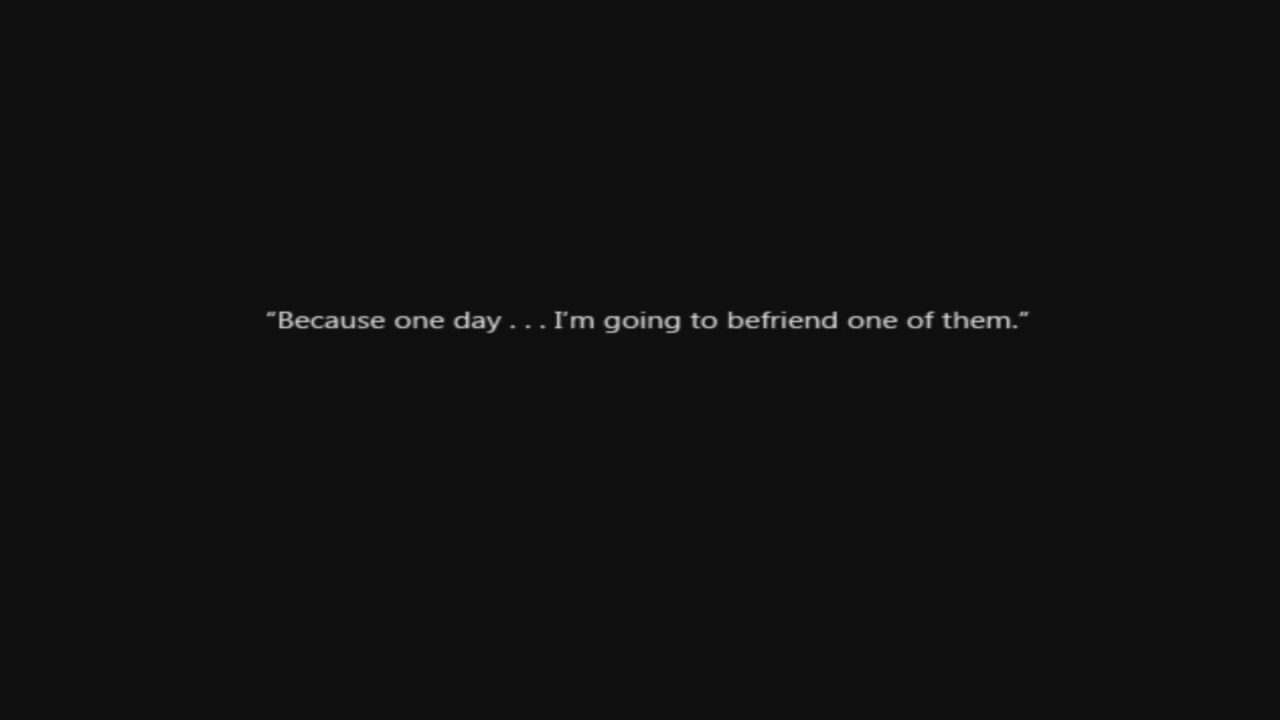 “Because one day . . . I’m going to befriend one of them.”